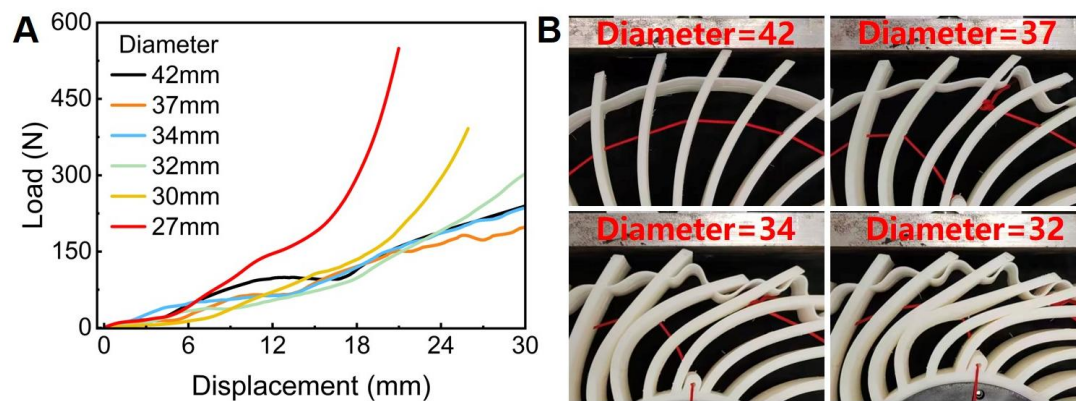 A
Load (N)
600
450
300
150
0
Diameter
42mm
37mm
34mm
32mm
30mm
27mm
0 6 12 18 24 30
Displacement (mm)
B
Diameter=42
Diameter=37
Diameter=34
Diameter=32